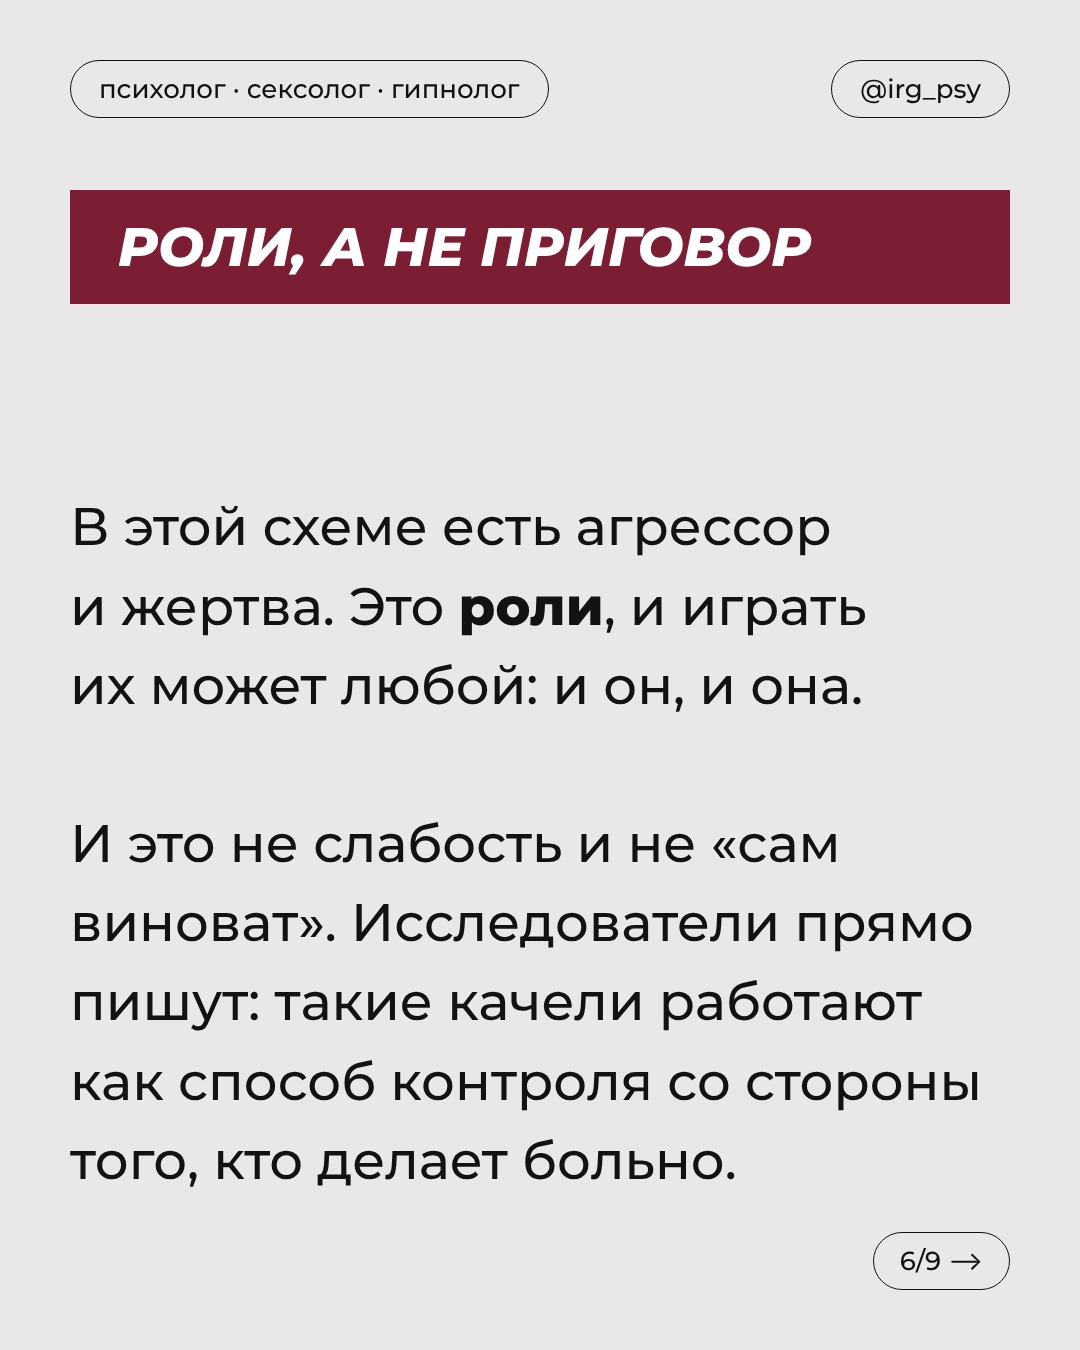 психолог · сексолог · гипнолог
@irg_psy
РОЛИ, А НЕ ПРИГОВОР
В этой схеме есть агрессор
и жертва. Это роли, и играть
их может любой: и он, и она.
И это не слабость и не «сам
виноват». Исследователи прямо
пишут: такие качели работают
как способ контроля со стороны
того, кто делает больно.
6/9 →